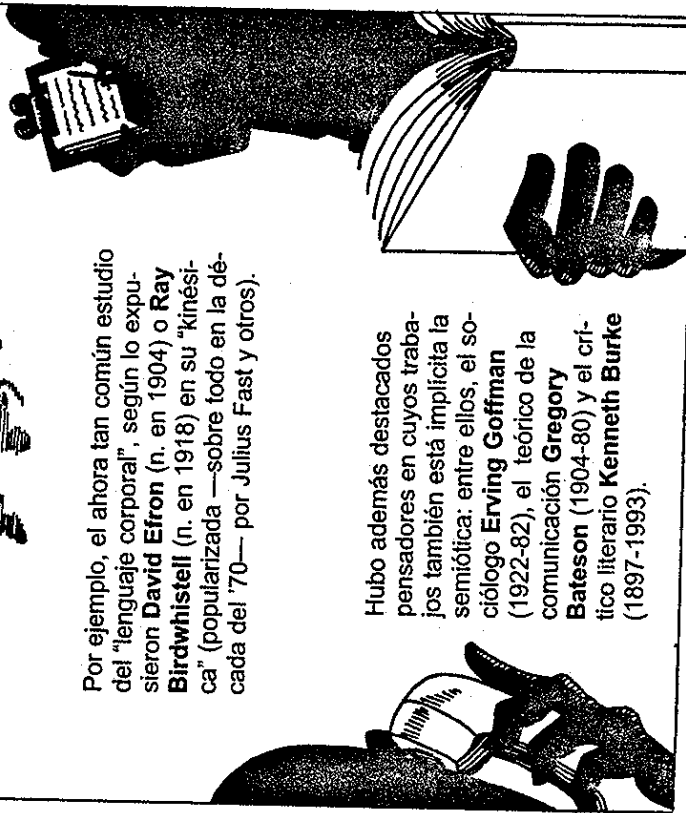 Por ejemplo, el ahora tan común estudio
del "lenguaje corporal", según lo expu-
sieron David Efron (n. en 1904) o Ray
Birdwhistell (n. en 1918) en su "kinési-
ca" (popularizada —sobre todo en la dé-
cada del '70— por Julius Fast y otros).
Hubo además destacados
pensadores en cuyos traba-
jos también está implícita la
semiótica: entre ellos, el so-
ciólogo Erving Goffman
(1922-82), el teórico de la
comunicación Gregory
Bateson (1904-80) y el crí-
tico literario Kenneth Burke
(1897-1993).